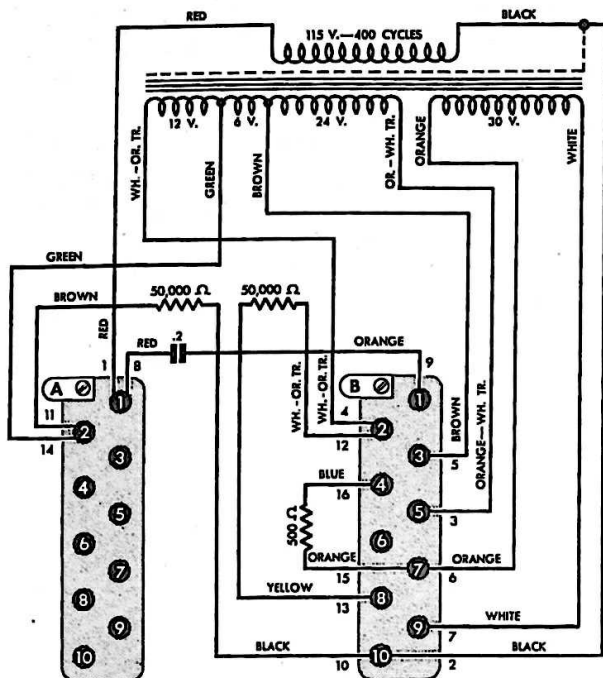 RED
115 V.—400 CYCLES
BLACK
12 V.
6 V.
24 V.
30 V.
WH.-OR. TR.
GREEN
BROWN
OR.-WH. TR.
ORANGE
WHITE
GREEN
BROWN
50,000 Ω
50,000 Ω
RED
1
8
RED
.2
ORANGE
9
A
1
11
2
14
3
4
5
6
7
8
9
10
WH.-OR. TR.
WH.-OR. TR.
B
1
4
2
12
BROWN
3
5
ORANGE—WH. TR.
BLUE
16
4
5
3
500 Ω
6
ORANGE
15
7
ORANGE
6
YELLOW
13
8
9
WHITE
7
BLACK
10
10
BLACK
2